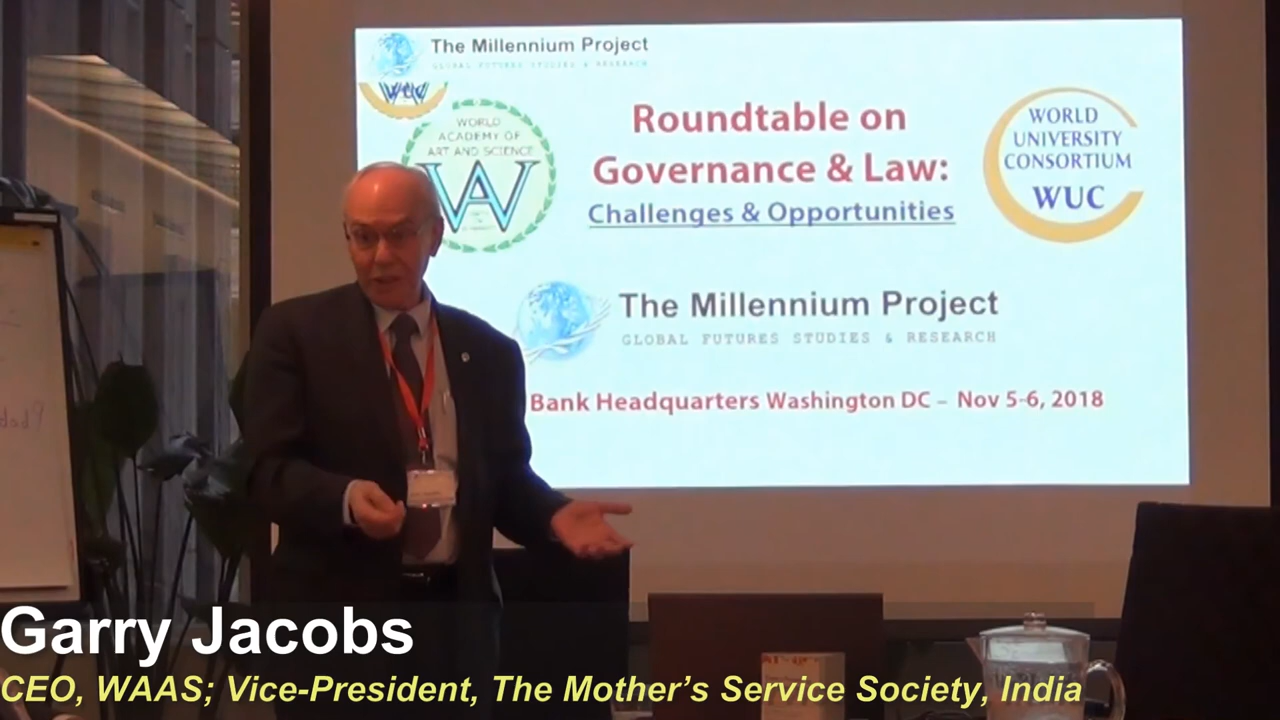 The Millennium Project
GLOBAL FUTURES STUDIES & RESEARCH
WUC
WORLD
ACADEMY OF
ART AND SCIENCE
Roundtable on
Governance & Law:
Challenges & Opportunities
WORLD
UNIVERSITY
CONSORTIUM
WUC
The Millennium Project
GLOBAL FUTURES STUDIES & RESEARCH
Bank Headquarters Washington DC – Nov 5-6, 2018
Garry Jacobs
CEO, WAAS; Vice-President, The Mother's Service Society, India